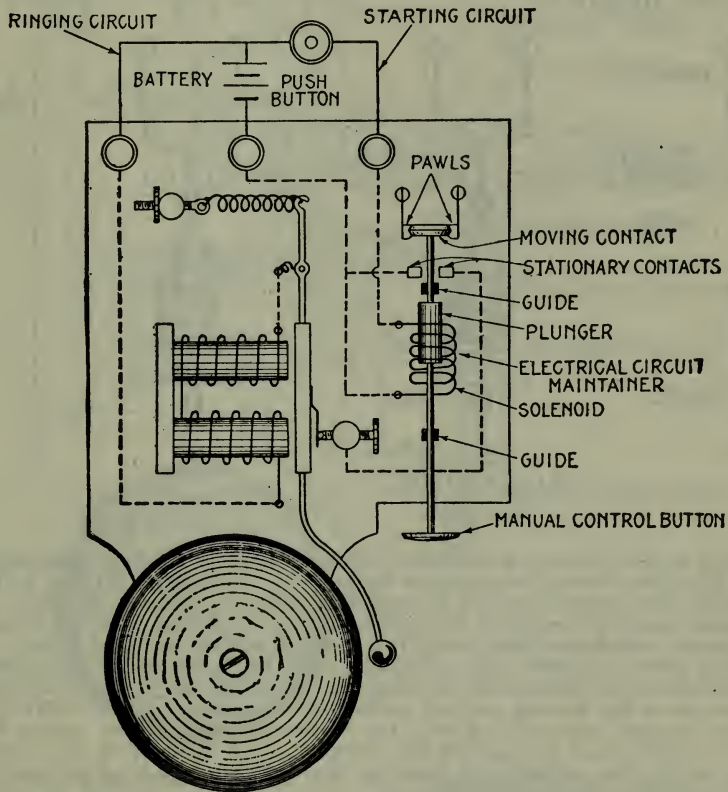 RINGING CIRCUIT
STARTING CIRCUIT
BATTERY
PUSH
BUTTON
PAWLS
MOVING CONTACT
STATIONARY CONTACTS
GUIDE
PLUNGER
ELECTRICAL CIRCUIT
MAINTAINER
SOLENOID
GUIDE
MANUAL CONTROL BUTTON